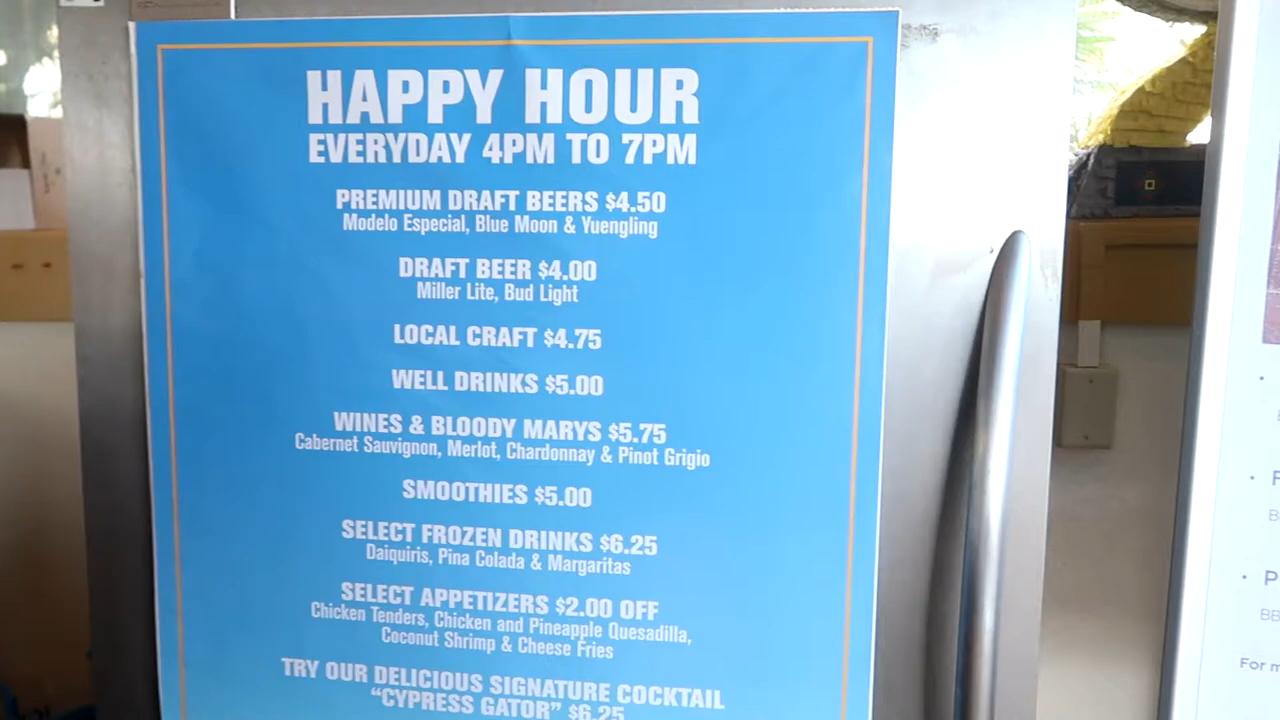 HAPPY HOUR
EVERYDAY 4PM TO 7PM
PREMIUM DRAFT BEERS $4.50
Modelo Especial, Blue Moon & Yuengling
DRAFT BEER $4.00
Miller Lite, Bud Light
LOCAL CRAFT $4.75
WELL DRINKS $5.00
WINES & BLOODY MARYS $5.75
Cabernet Sauvignon, Merlot, Chardonnay & Pinot Grigio
SMOOTHIES $5.00
SELECT FROZEN DRINKS $6.25
Daiquiris, Pina Colada & Margaritas
SELECT APPETIZERS $2.00 OFF
Chicken Tenders, Chicken and Pineapple Quesadilla,
Coconut Shrimp & Cheese Fries
TRY OUR DELICIOUS SIGNATURE COCKTAIL
“CYPRESS GATOR” $6.25
For